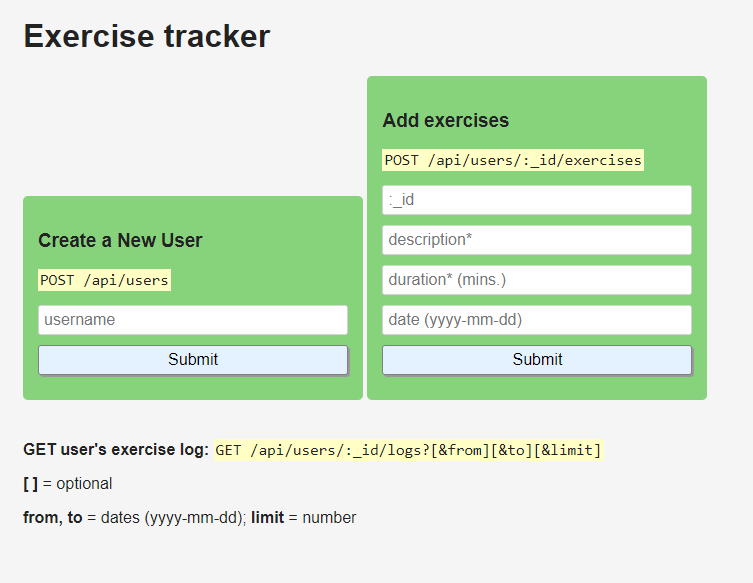 Exercise tracker
Create a New User
POST /api/users
username
Submit
Add exercises
POST /api/users/:_id/exercises
:_id
description*
duration* (mins.)
date (yyyy-mm-dd)
Submit
GET user's exercise log: GET /api/users/:_id/logs?[&from][&to][&limit]
[ ] = optional
from, to = dates (yyyy-mm-dd); limit = number